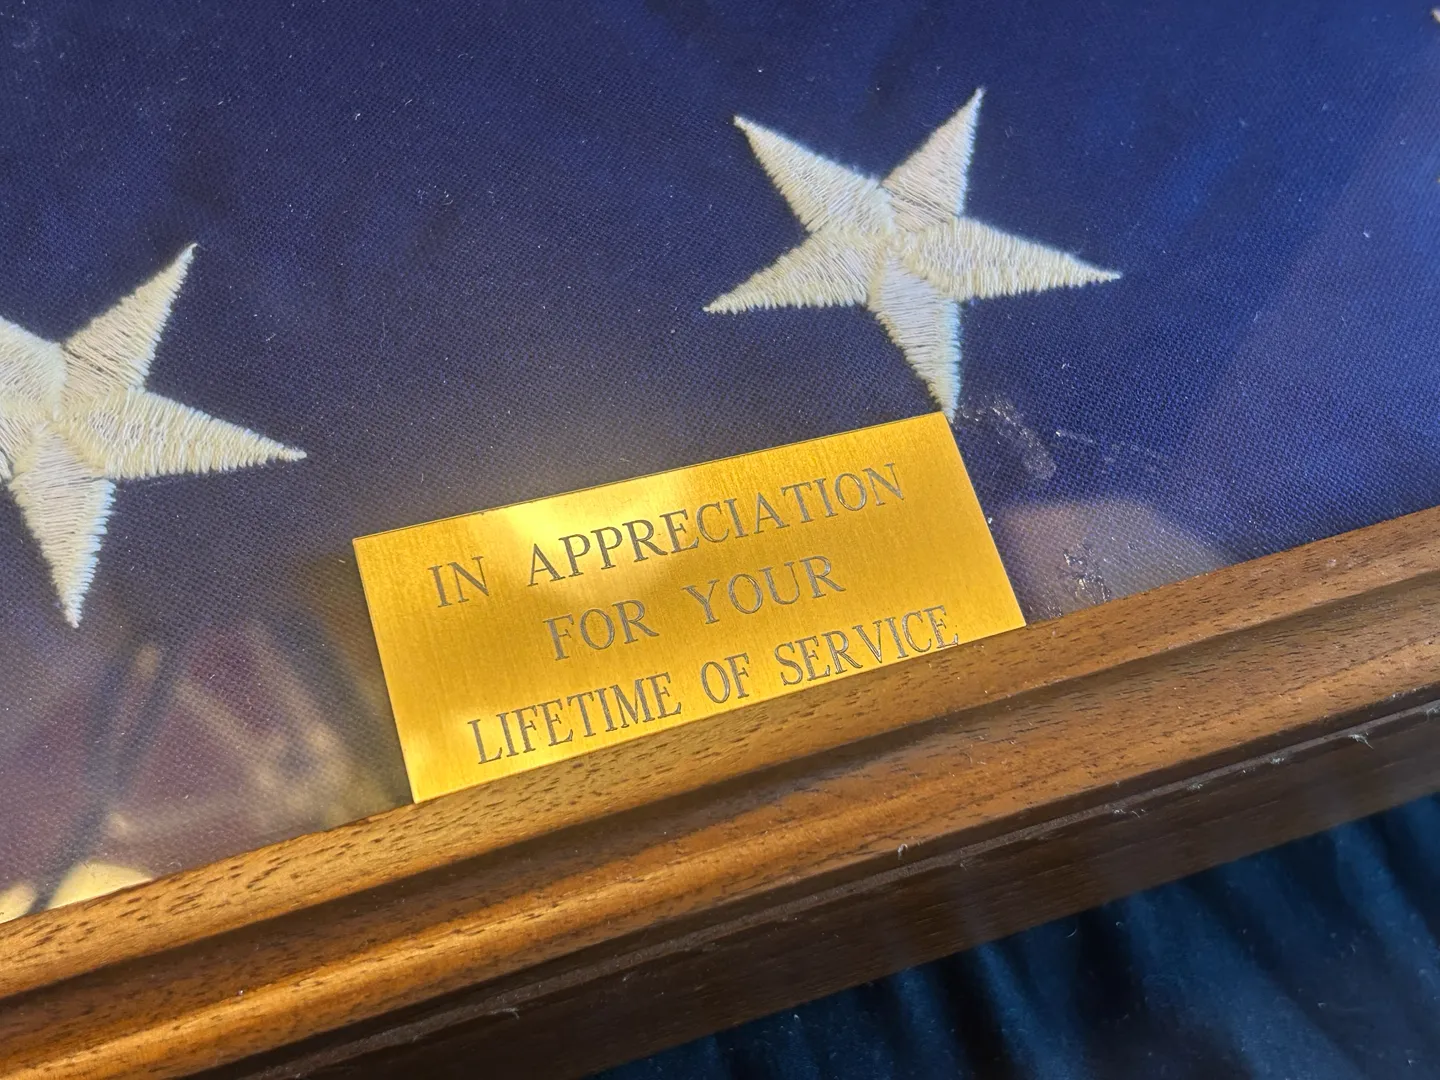 IN APPRECIATION
FOR YOUR
LIFETIME OF SERVICE